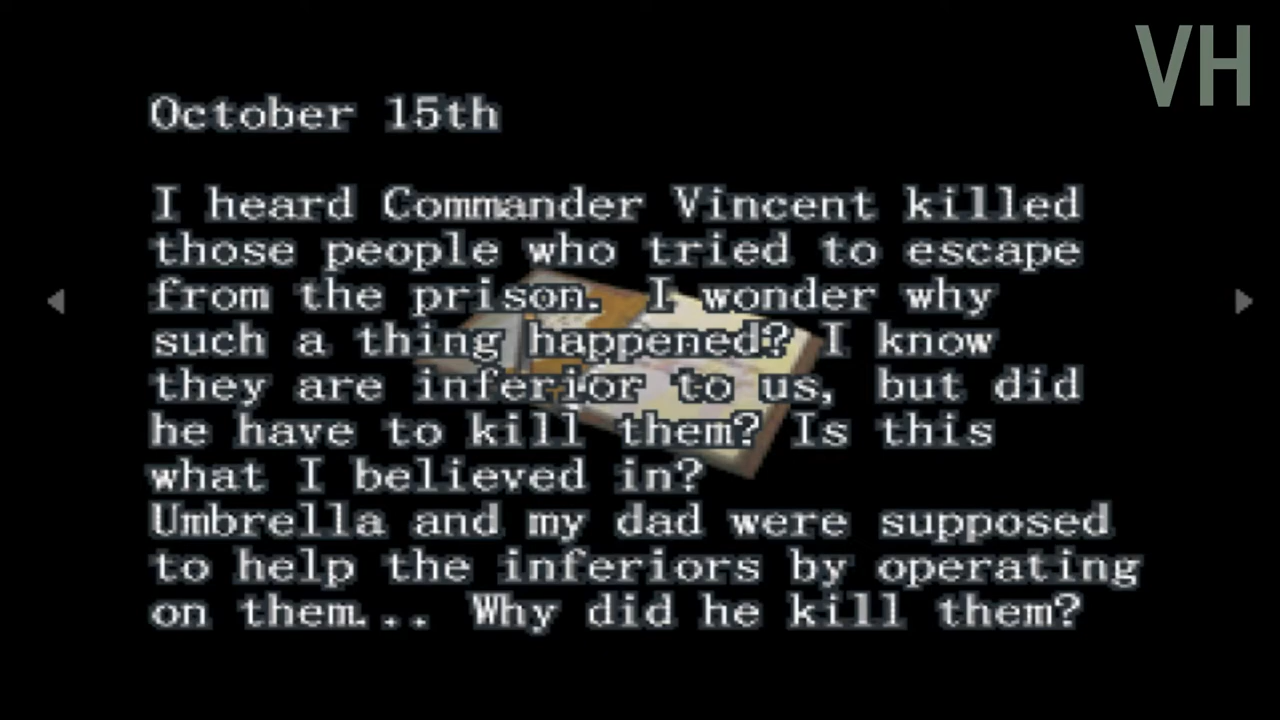 VH
October 15th
I heard Commander Vincent killed
those people who tried to escape
from the prison. I wonder why
such a thing happened? I know
they are inferior to us, but did
he have to kill them? Is this
what I believed in?
Umbrella and my dad were supposed
to help the inferiors by operating
on them... Why did he kill them?